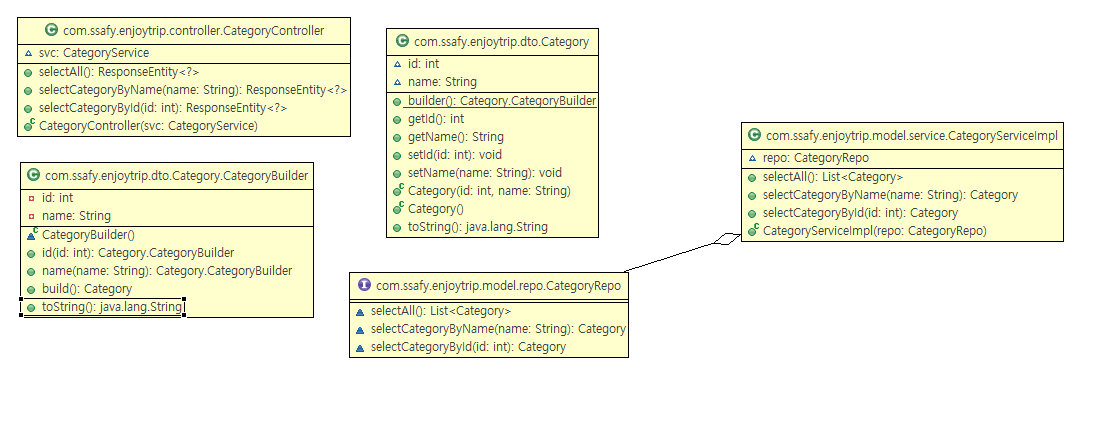 com.ssafy.enjoytrip.controller.CategoryController
svc: CategoryService
selectAll(): ResponseEntity<?>
selectCategoryByName(name: String): ResponseEntity<?>
selectCategoryById(id: int): ResponseEntity<?>
CategoryController(svc: CategoryService)
com.ssafy.enjoytrip.dto.Category
id: int
name: String
builder(): Category.CategoryBuilder
getId(): int
getName(): String
setId(id: int): void
setName(name: String): void
Category(id: int, name: String)
Category()
toString(): java.lang.String
com.ssafy.enjoytrip.model.service.CategoryServiceImpl
repo: CategoryRepo
selectAll(): List<Category>
selectCategoryByName(name: String): Category
selectCategoryById(id: int): Category
CategoryServiceImpl(repo: CategoryRepo)
com.ssafy.enjoytrip.dto.Category.CategoryBuilder
id: int
name: String
CategoryBuilder()
id(id: int): Category.CategoryBuilder
name(name: String): Category.CategoryBuilder
build(): Category
toString(): java.lang.String
com.ssafy.enjoytrip.model.repo.CategoryRepo
selectAll(): List<Category>
selectCategoryByName(name: String): Category
selectCategoryById(id: int): Category